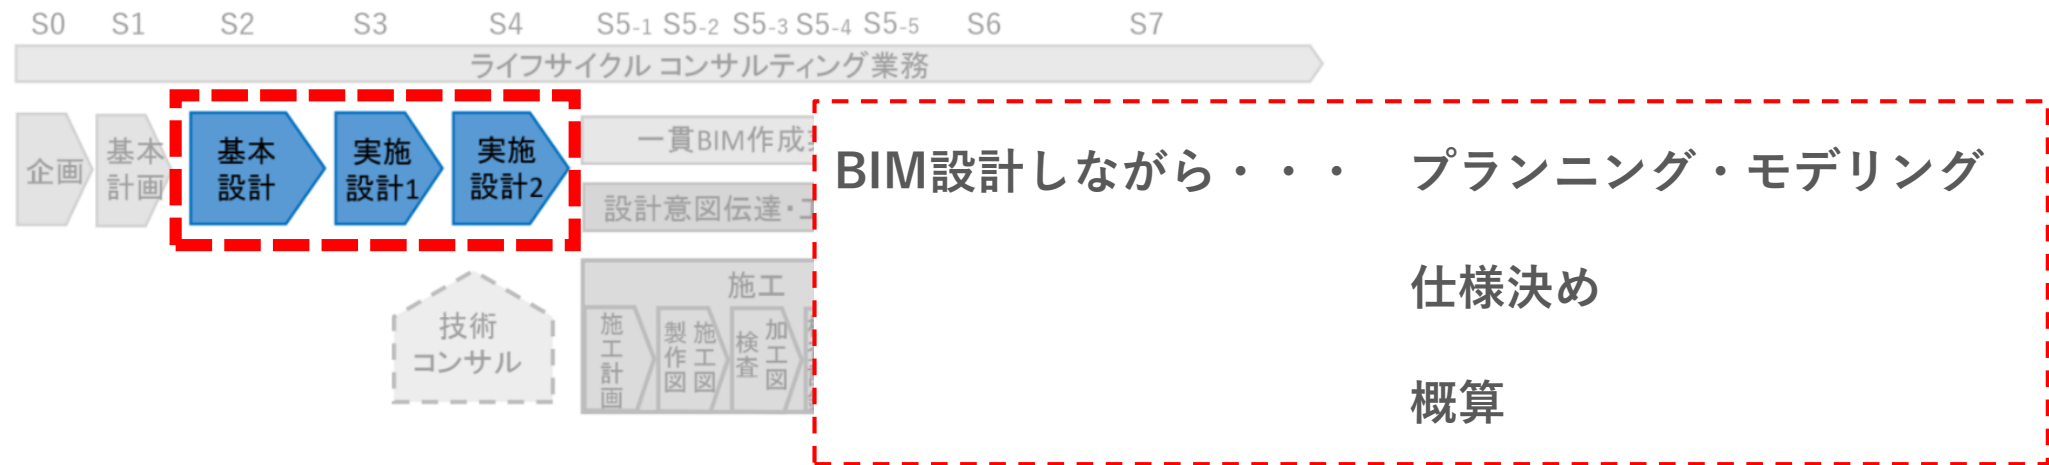 S0 S1 S2 S3 S4 S5-1 S5-2 S5-3 S5-4 S5-5 S6 S7
ライフサイクル コンサルティング業務
企画
基本
計画
基本
設計
実施
設計1
実施
設計2
一貫BIM作成
設計意図伝達・工
技術
コンサル
施工
施工計画
製作図
施工図
検査
加工図
BIM設計しながら・・・ プランニング・モデリング
仕様決め
概算